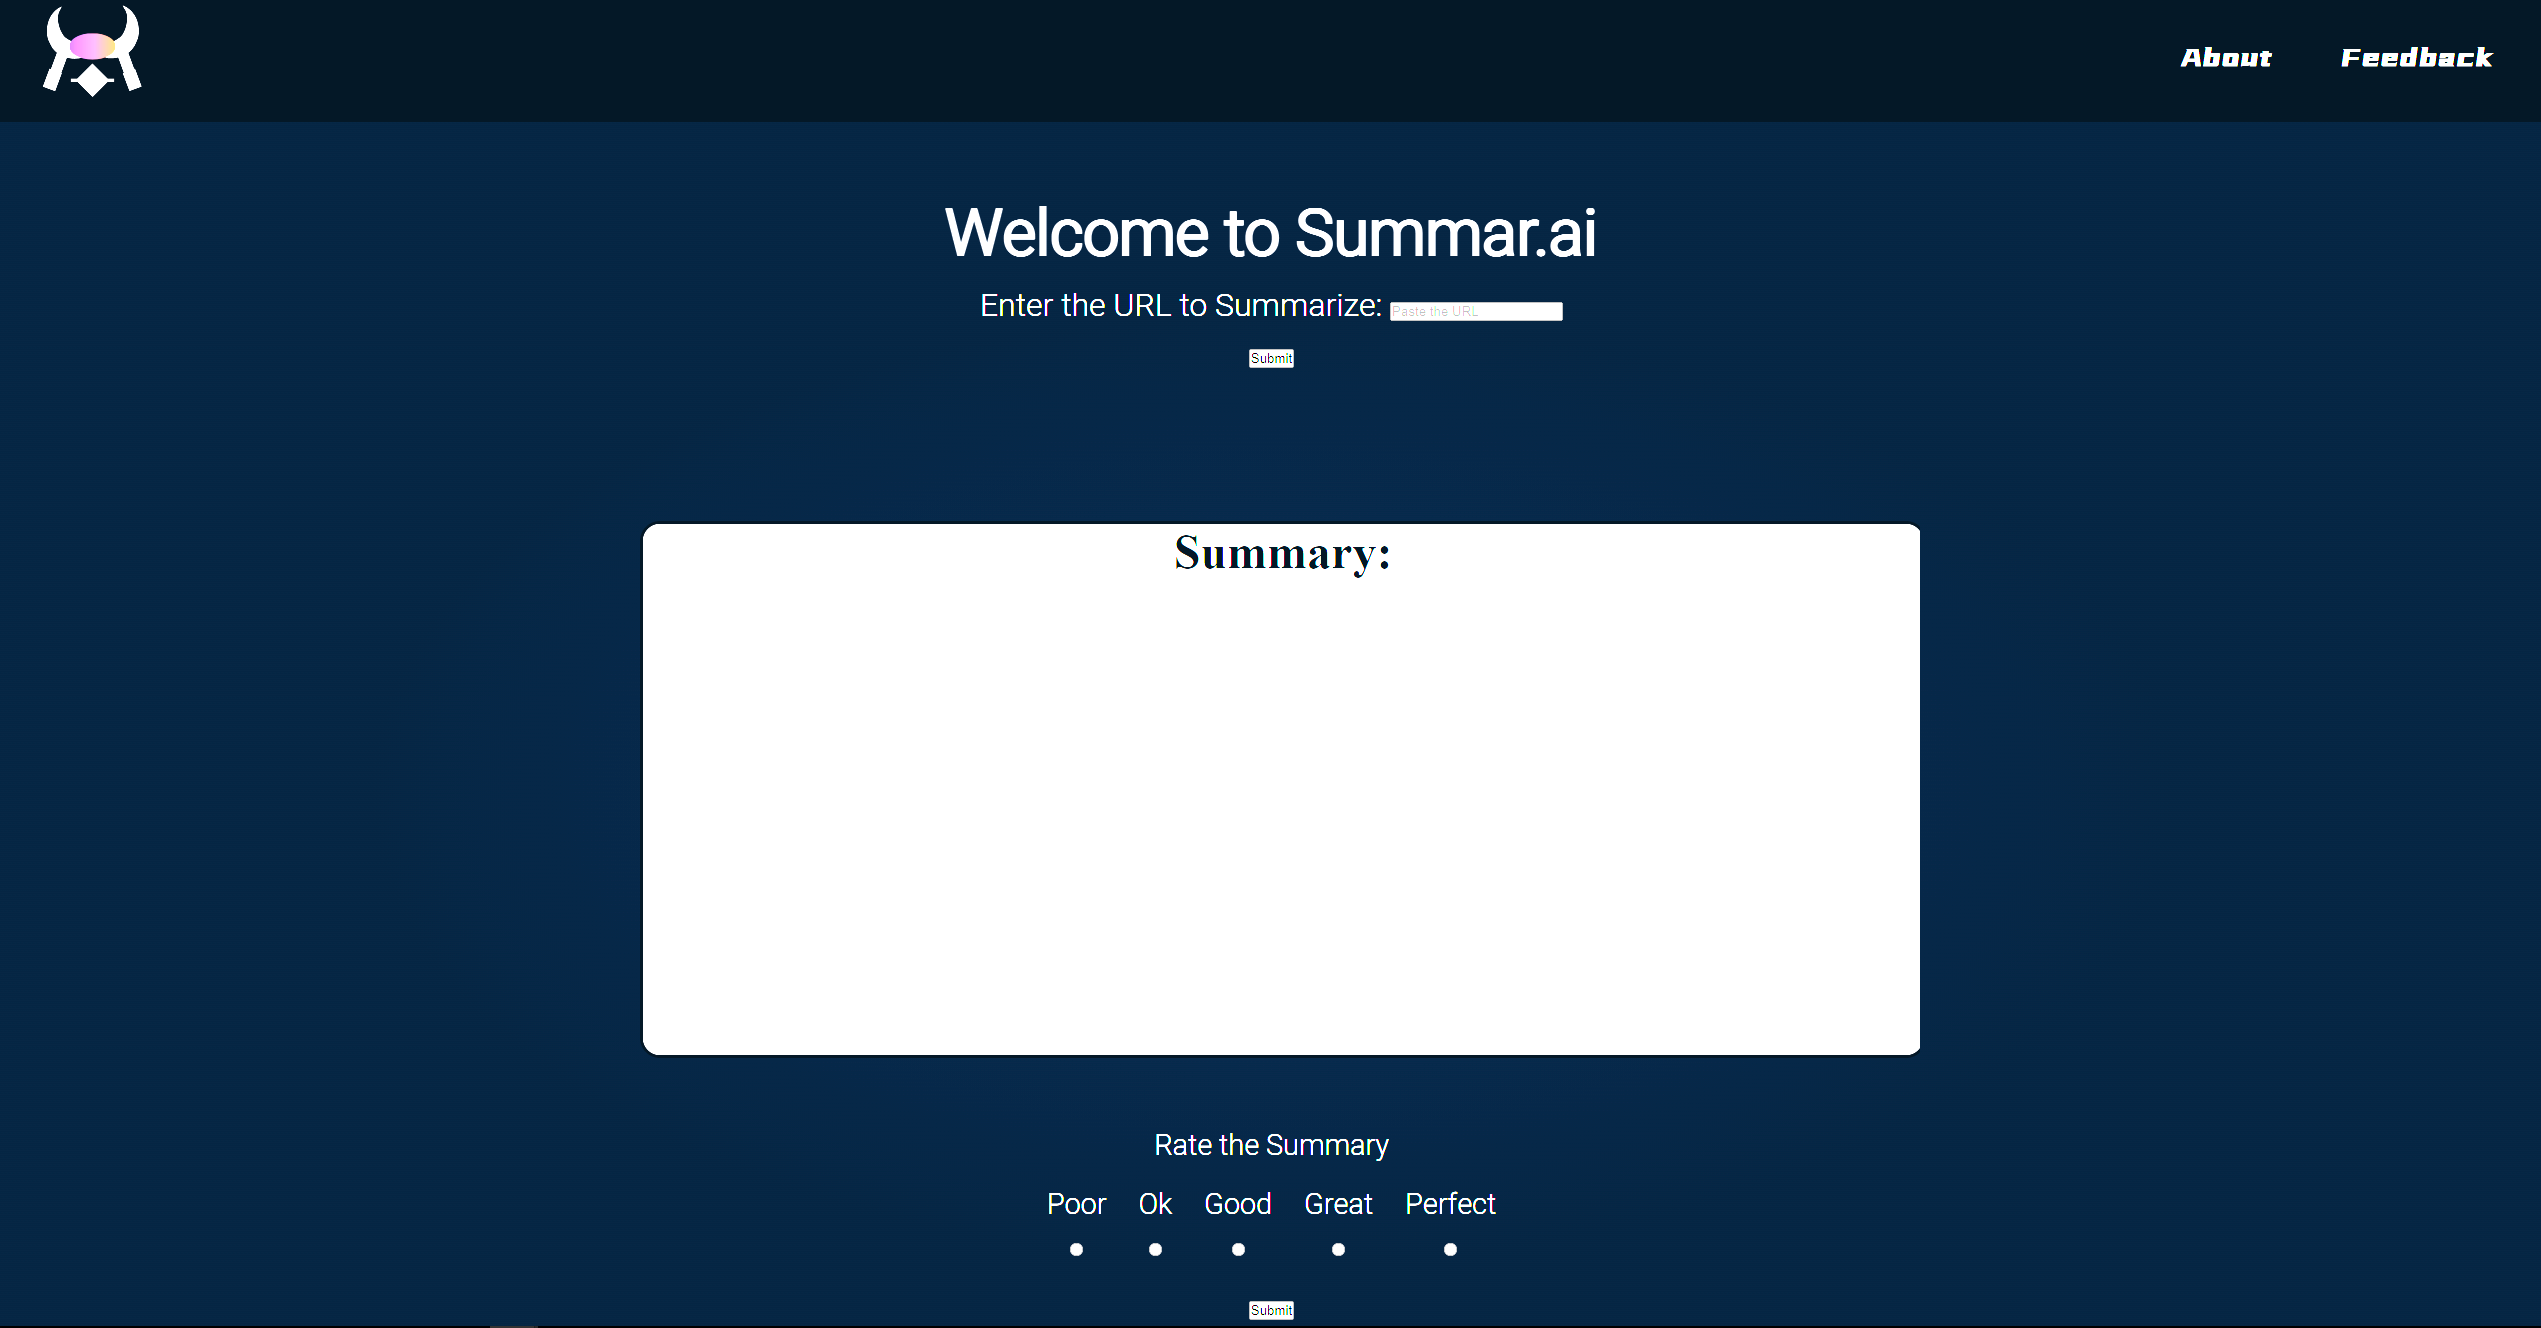 About Feedback
Welcome to Summar.ai
Enter the URL to Summarize: Paste the URL
Submit
Summary:
Rate the Summary
Poor Ok Good Great Perfect
Submit